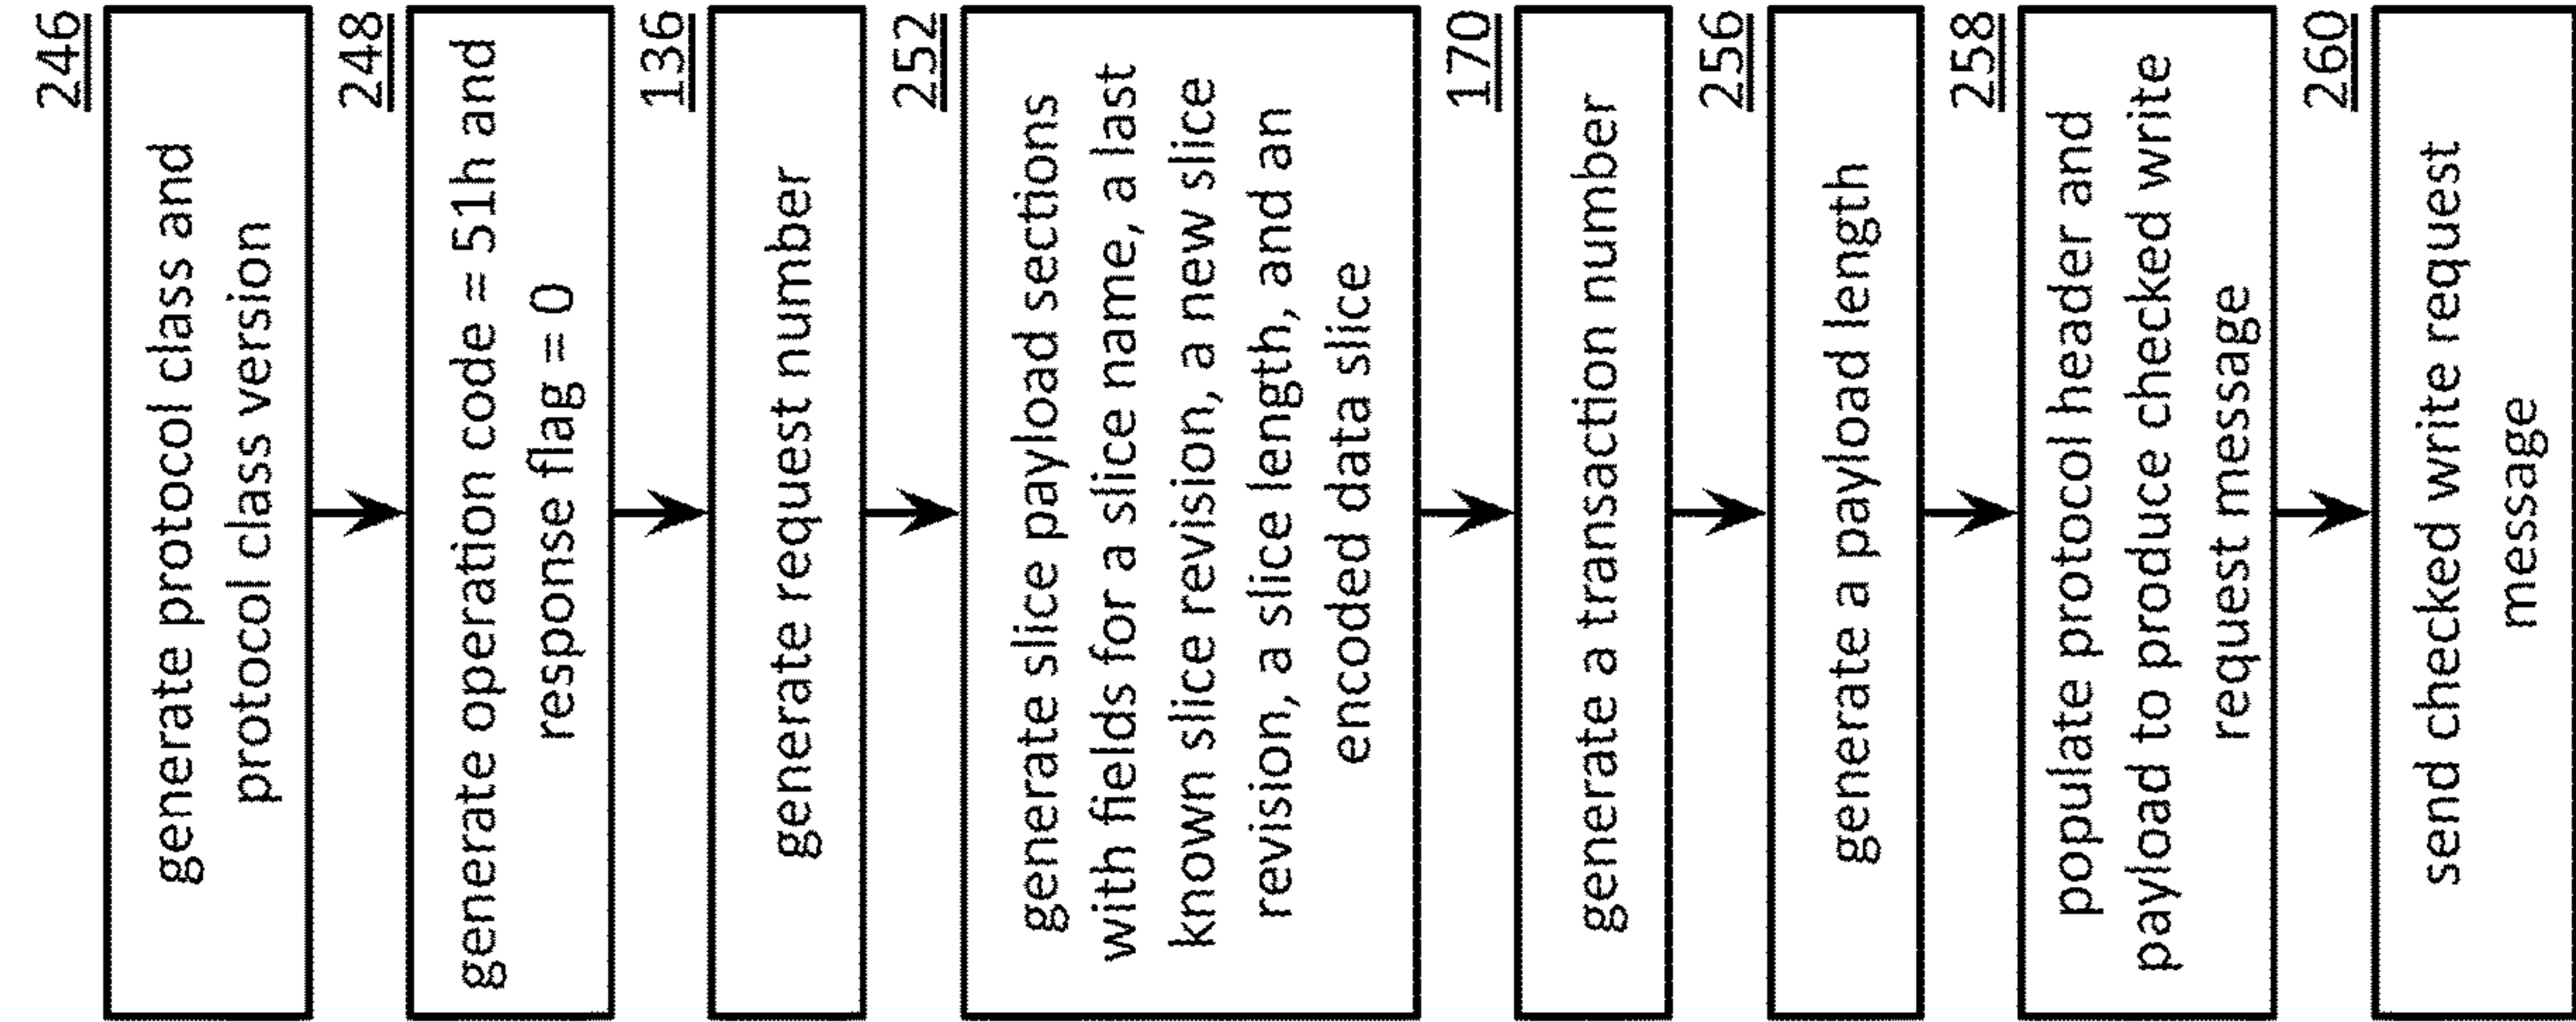 246
generate protocol class and
protocol class version
248
generate operation code = 51h and
response flag = 0
136
generate request number
252
generate slice payload sections
with fields for a slice name, a last
known slice revision, a new slice
revision, a slice length, and an
encoded data slice
170
generate a transaction number
256
generate a payload length
258
populate protocol header and
payload to produce checked write
request message
260
send checked write request
message